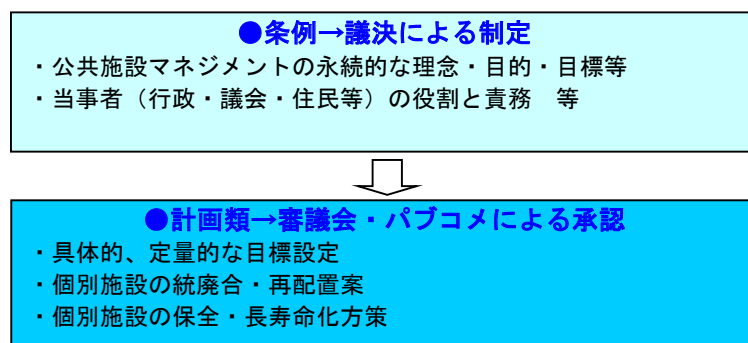 ●条例→議決による制定
・公共施設マネジメントの永続的な理念・目的・目標等
・当事者（行政・議会・住民等）の役割と責務　等
●計画類→審議会・パブコメによる承認
・具体的、定量的な目標設定
・個別施設の統廃合・再配置案
・個別施設の保全・長寿命化方策